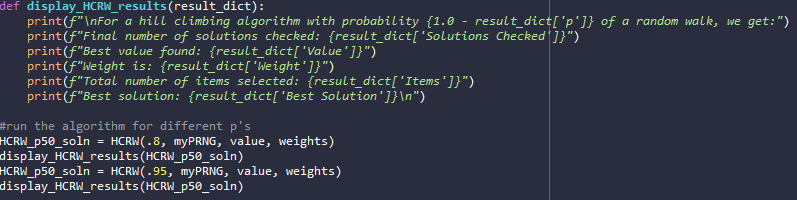 def display_HCRW_results(result_dict):
    print(f"\nFor a hill climbing algorithm with probability {1.0 - result_dict['p']} of a random walk, we get:")
    print(f"Final number of solutions checked: {result_dict['Solutions Checked']}")
    print(f"Best value found: {result_dict['Value']}")
    print(f"Weight is: {result_dict['Weight']}")
    print(f"Total number of items selected: {result_dict['Items']}")
    print(f"Best solution: {result_dict['Best Solution']}\n")
#run the algorithm for different p's
HCRW_p50_soln = HCRW(.8, myPRNG, value, weights)
display_HCRW_results(HCRW_p50_soln)
HCRW_p50_soln = HCRW(.95, myPRNG, value, weights)
display_HCRW_results(HCRW_p50_soln)